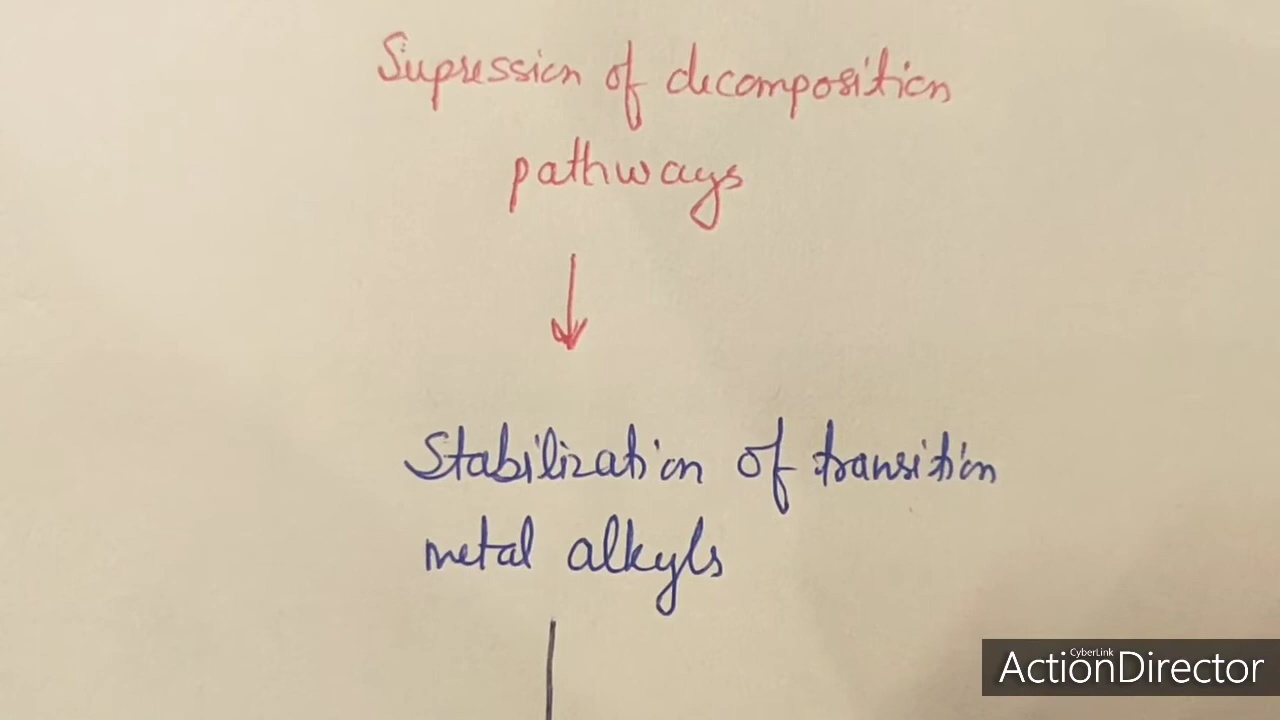 Supression of decomposition
pathways
Stabilization of transition
metal alkyls
CyberLink
ActionDirector